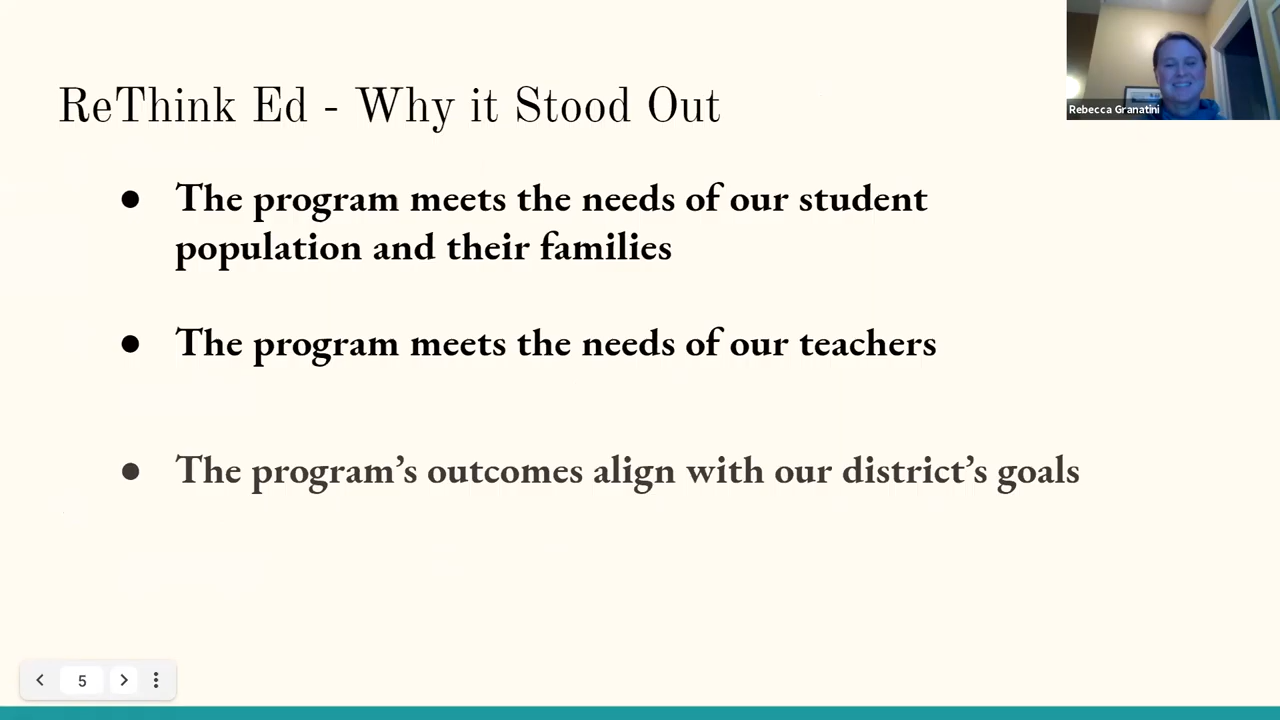 Rebecca Granatini
ReThink Ed - Why it Stood Out
● The program meets the needs of our student
population and their families
● The program meets the needs of our teachers
● The program’s outcomes align with our district’s goals
5